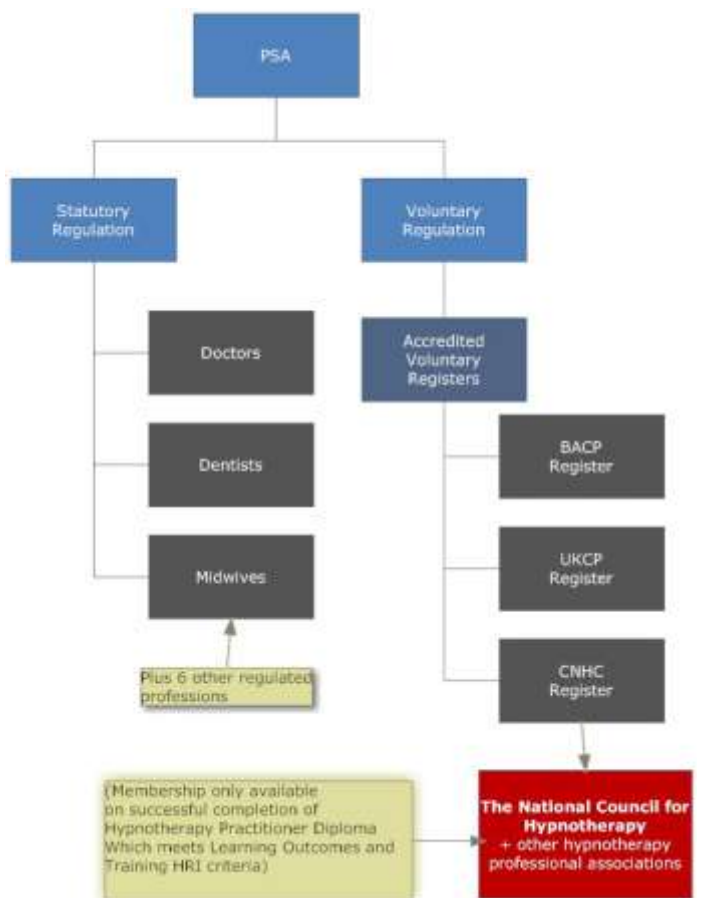 PSA
Statutory
Regulation
Voluntary
Regulation
Doctors
Accredited
Voluntary
Registers
Dentists
BACP
Register
Midwives
UKCP
Register
Plus 6 other regulated
professions
CNHC
Register
(Membership only available
on successful completion of
Hypnotherapy Practitioner Diploma
Which meets Learning Outcomes and
Training HRI criteria)
The National Council for
Hypnotherapy
+ other hypnotherapy
professional associations